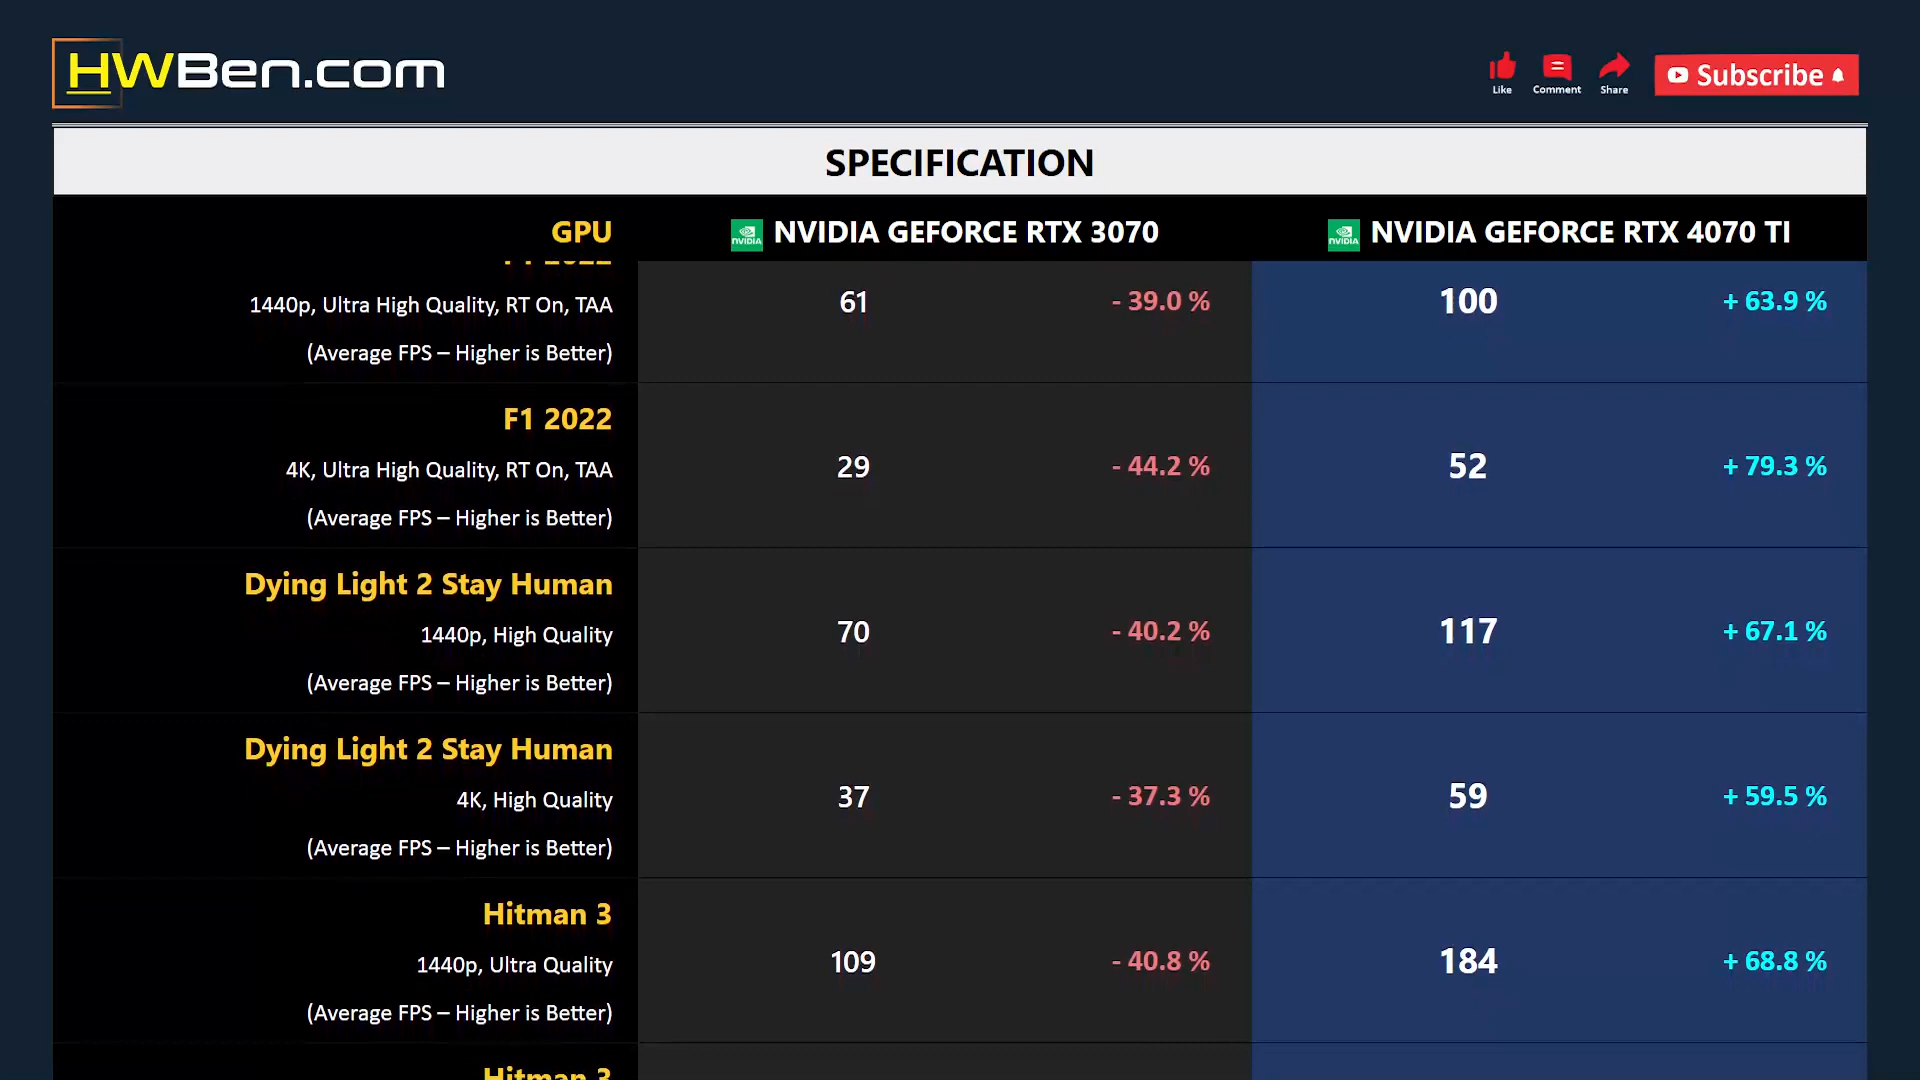 HWBen.com
Like
Comment
Share
Subscribe
SPECIFICATION
GPU
NVIDIA NVIDIA GEFORCE RTX 3070
NVIDIA NVIDIA GEFORCE RTX 4070 TI
F1 2022
1440p, Ultra High Quality, RT On, TAA
(Average FPS – Higher is Better)
61
- 39.0 %
100
+ 63.9 %
F1 2022
4K, Ultra High Quality, RT On, TAA
(Average FPS – Higher is Better)
29
- 44.2 %
52
+ 79.3 %
Dying Light 2 Stay Human
1440p, High Quality
(Average FPS – Higher is Better)
70
- 40.2 %
117
+ 67.1 %
Dying Light 2 Stay Human
4K, High Quality
(Average FPS – Higher is Better)
37
- 37.3 %
59
+ 59.5 %
Hitman 3
1440p, Ultra Quality
(Average FPS – Higher is Better)
109
- 40.8 %
184
+ 68.8 %
Hitman 3